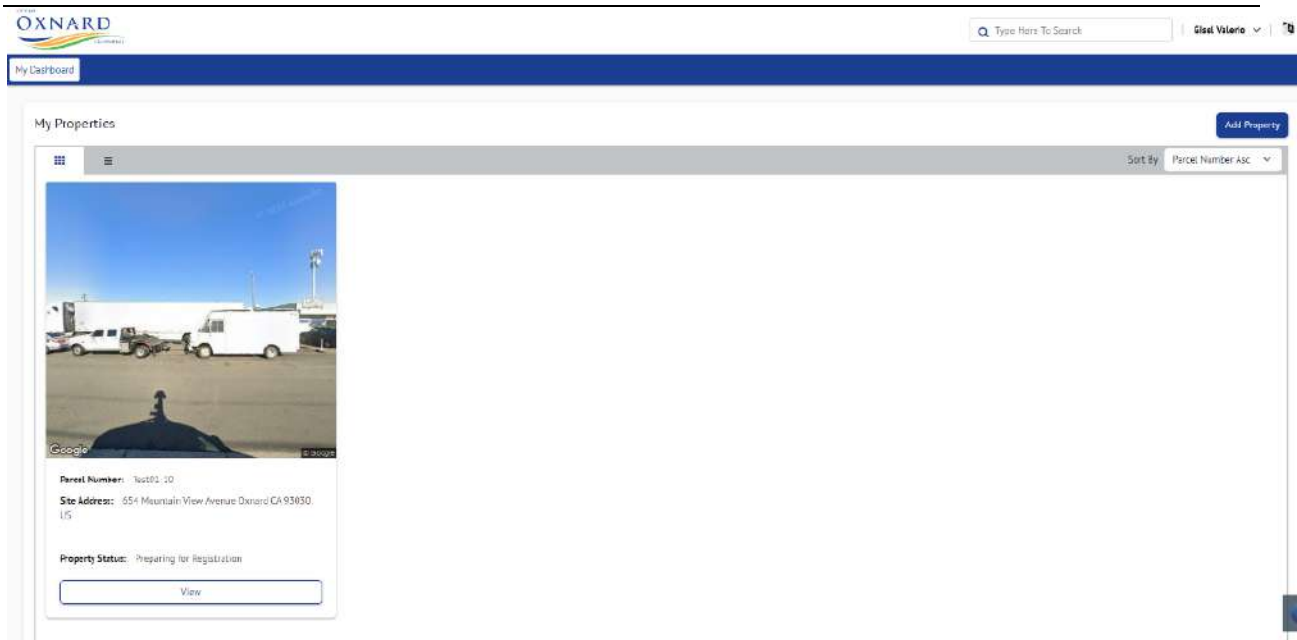 OXNARD
Type Here To Search
Gisel Valerio
My Dashboard
My Properties
Add Property
Sort By Parcel Number Asc
Google
© Google
Parcel Number:
Site Address: 654 Mountain View Avenue Oxnard CA 93030,
US
Property Status: Preparing for Registration
View